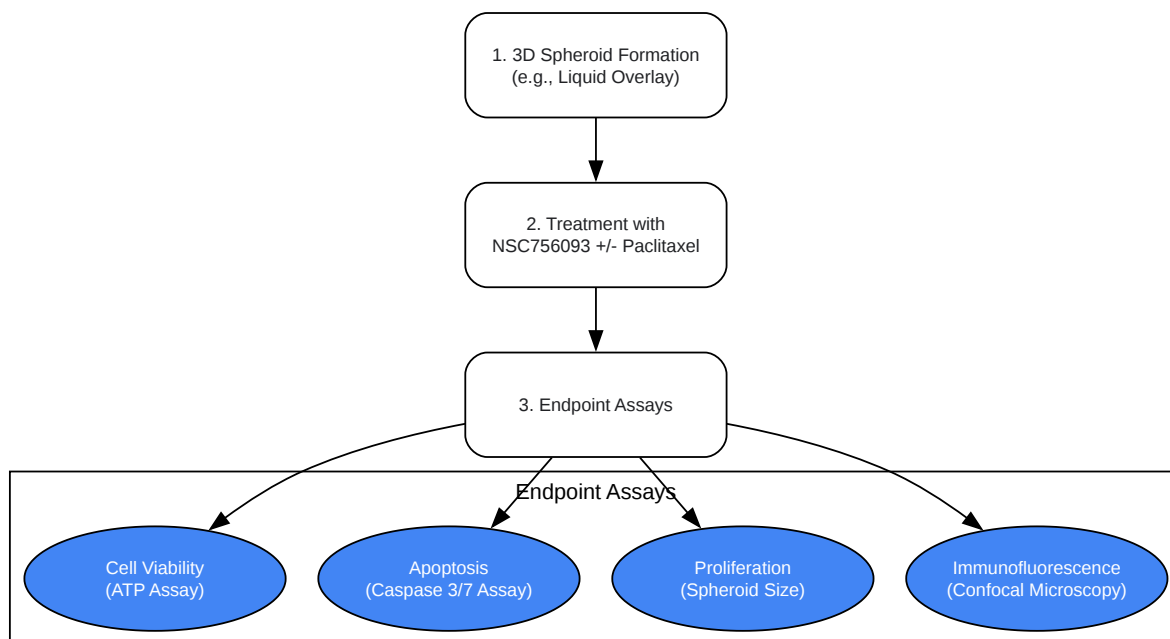 1. 3D Spheroid Formation
(e.g., Liquid Overlay)
2. Treatment with
NSC756093 +/- Paclitaxel
3. Endpoint Assays
Endpoint Assays
Cell Viability
(ATP Assay)
Apoptosis
(Caspase 3/7 Assay)
Proliferation
(Spheroid Size)
Immunofluorescence
(Confocal Microscopy)